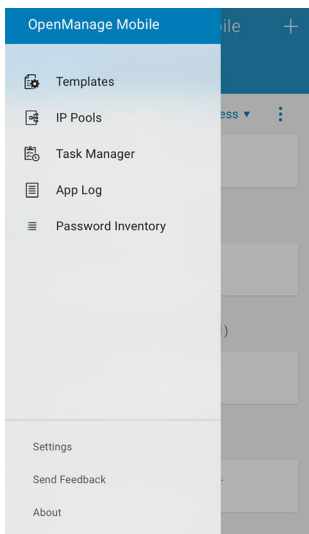 OpenManage Mobile
Templates
IP Pools
Task Manager
App Log
Password Inventory
Settings
Send Feedback
About